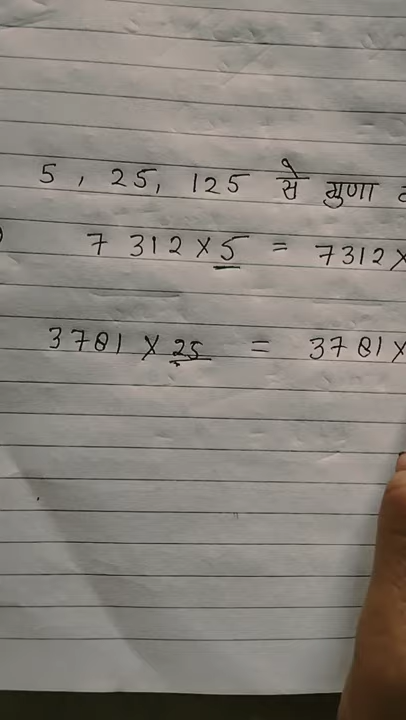 5 , 25, 125 से गुणा
7 312 × 5 = 7312 ×
3781 × 25 = 3781 ×